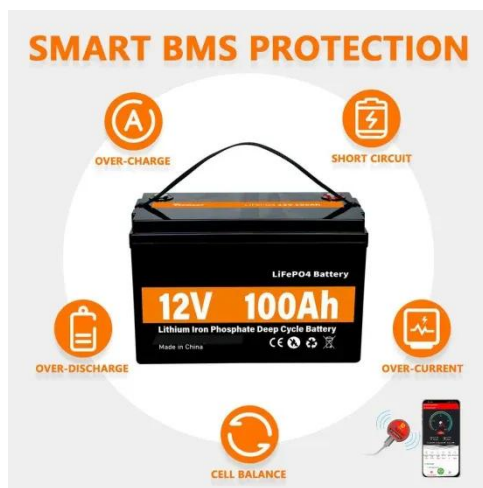 SMART BMS PROTECTION
A
OVER-CHARGE
SHORT CIRCUIT
LiFePO4 Battery
12V 100Ah
Lithium Iron Phosphate Deep Cycle Battery
Made in China
CE
OVER-DISCHARGE
OVER-CURRENT
CELL BALANCE